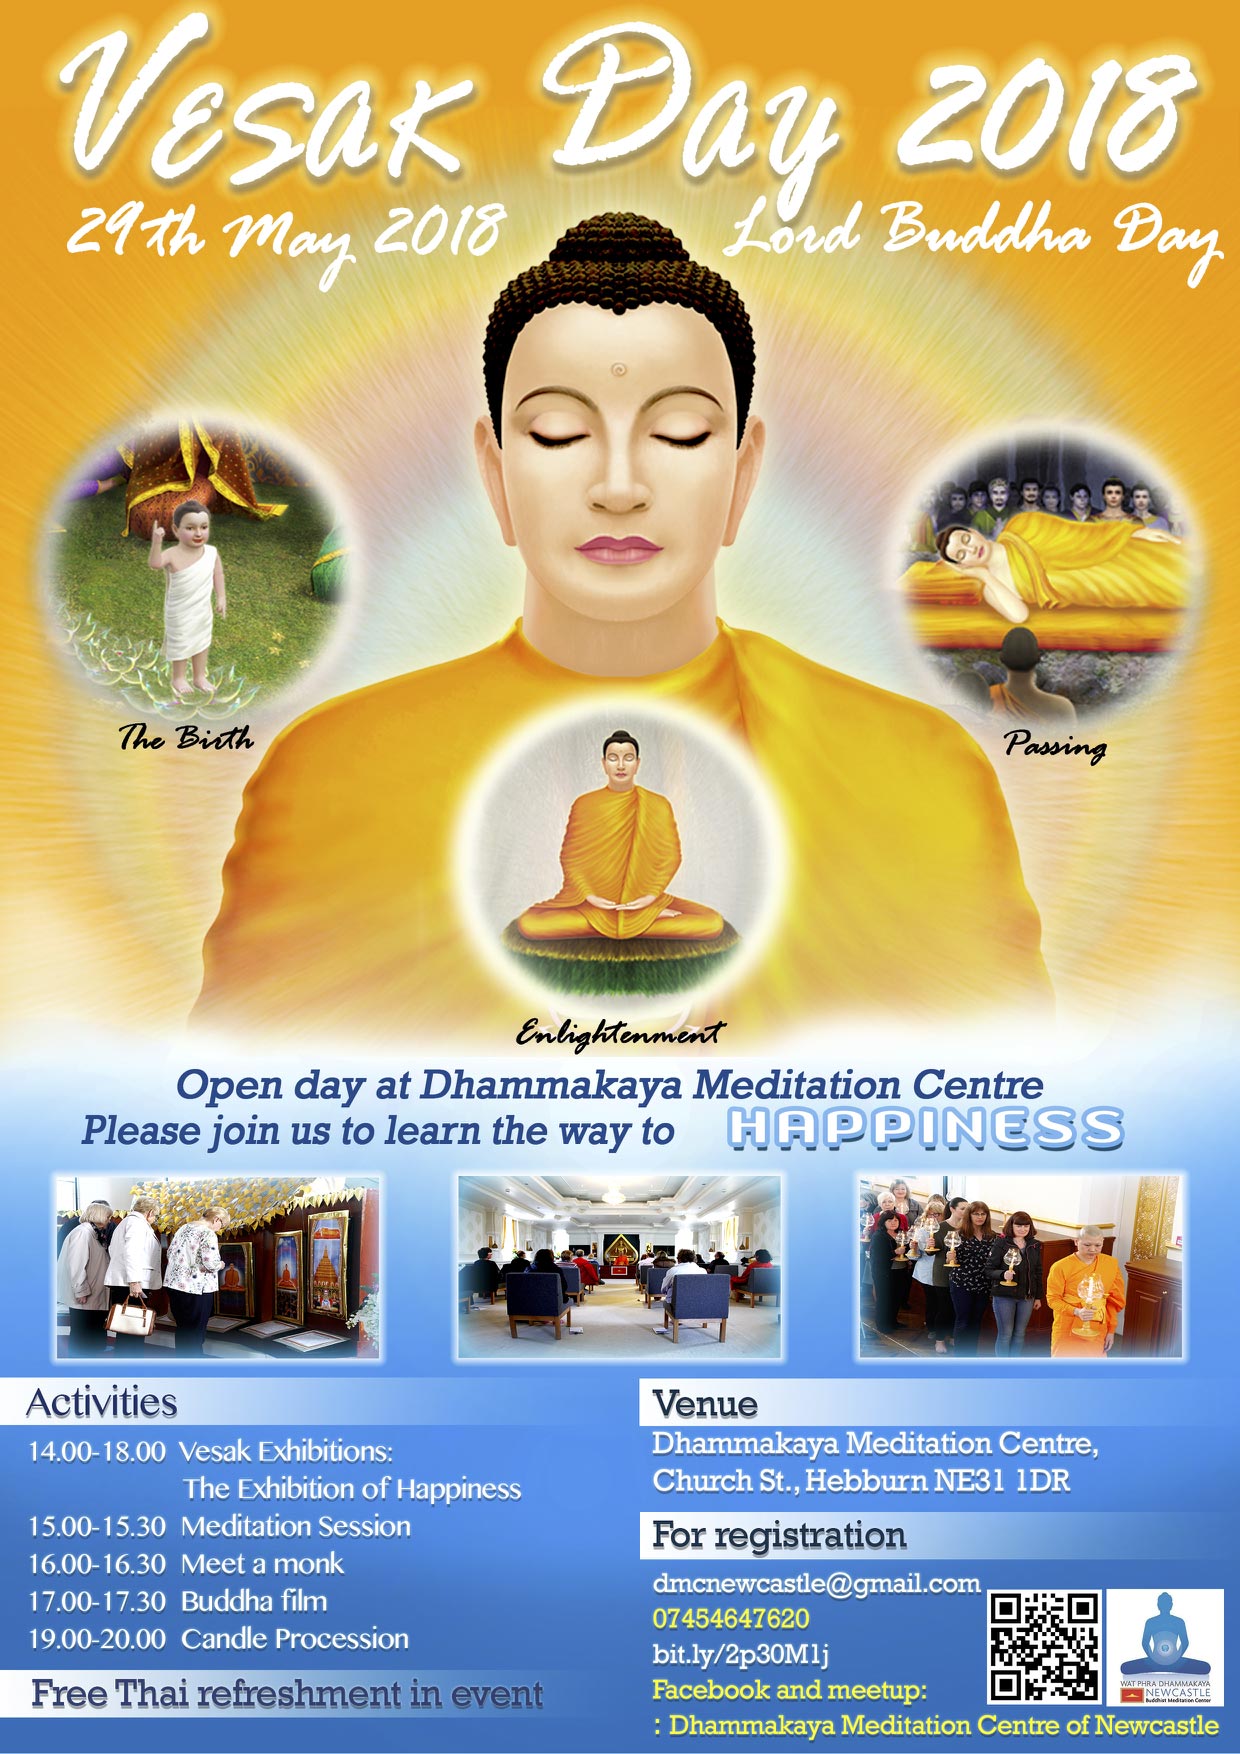 Vesak Day 2018
29th May 2018
Lord Buddha Day
The Birth
Passing
Enlightenment
Open day at Dhammakaya Meditation Centre
Please join us to learn the way to HAPPINESS
Activities
14.00-18.00 Vesak Exhibitions:
The Exhibition of Happiness
15.00-15.30 Meditation Session
16.00-16.30 Meet a monk
17.00-17.30 Buddha film
19.00-20.00 Candle Procession
Free Thai refreshment in event
Venue
Dhammakaya Meditation Centre,
Church St., Hebburn NE31 1DR
For registration
dmcnewcastle@gmail.com
07454647620
bit.ly/2p30M1j
Facebook and meetup:
: Dhammakaya Meditation Centre of Newcastle
WAT PHRA DHAMMAKAYA
NEWCASTLE
Buddhist Meditation Center